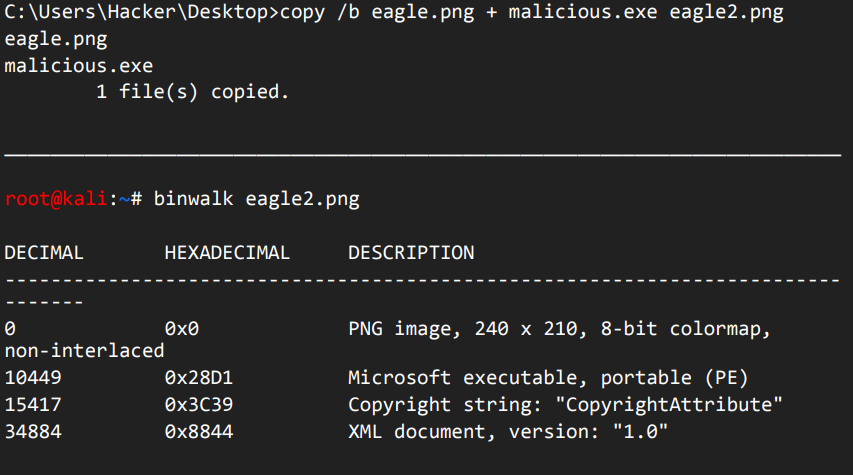 C:\Users\Hacker\Desktop>copy /b eagle.png + malicious.exe eagle2.png
eagle.png
malicious.exe
        1 file(s) copied.
root@kali:~# binwalk eagle2.png
DECIMAL       HEXADECIMAL     DESCRIPTION
-------------------------------------------------------------------------
-------
0             0x0             PNG image, 240 x 210, 8-bit colormap,
non-interlaced
10449         0x28D1          Microsoft executable, portable (PE)
15417         0x3C39          Copyright string: "CopyrightAttribute"
34884         0x8844          XML document, version: "1.0"